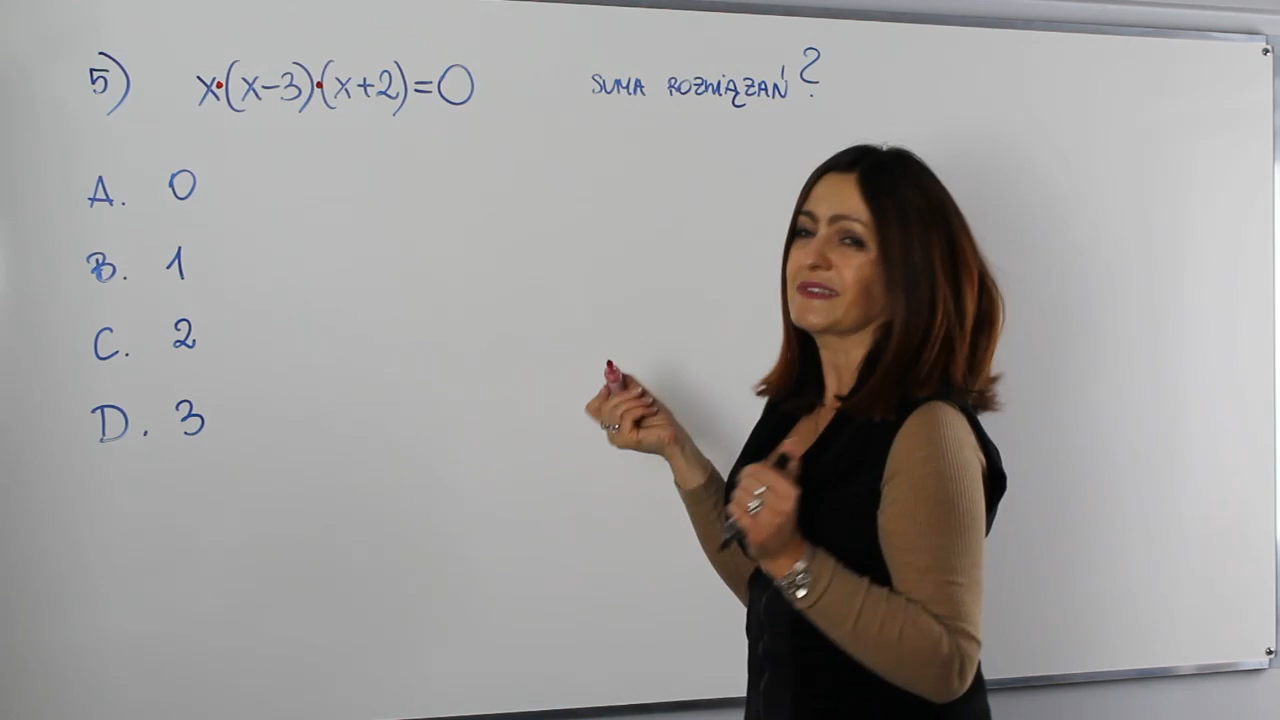 5) x·(x-3)·(x+2)=0 SUMA ROZWIĄZAŃ?
A. 0
B. 1
C. 2
D. 3